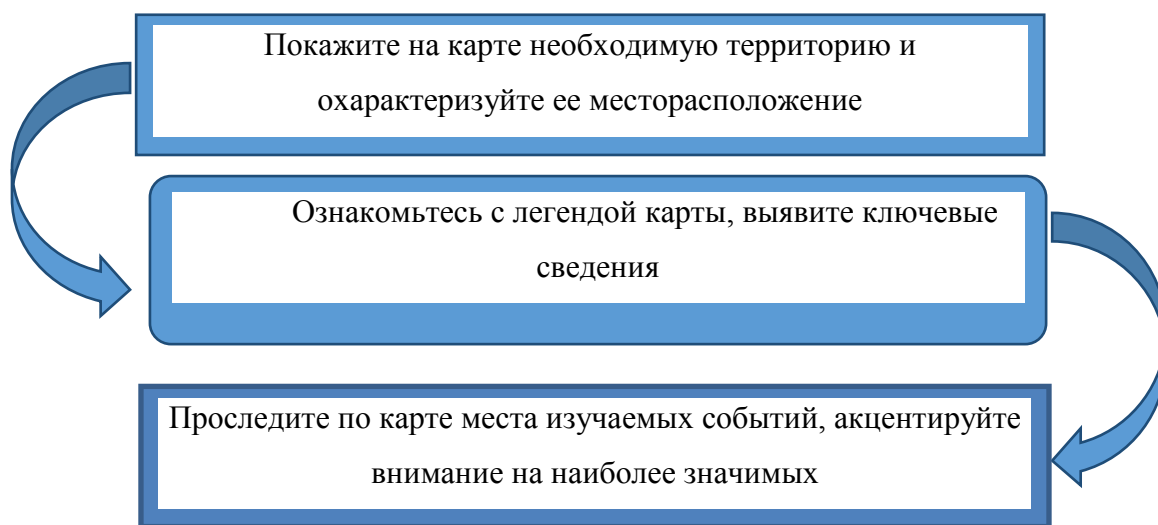 Покажите на карте необходимую территорию и
охарактеризуйте ее месторасположение
Ознакомьтесь с легендой карты, выявите ключевые
сведения
Проследите по карте места изучаемых событий, акцентируйте
внимание на наиболее значимых